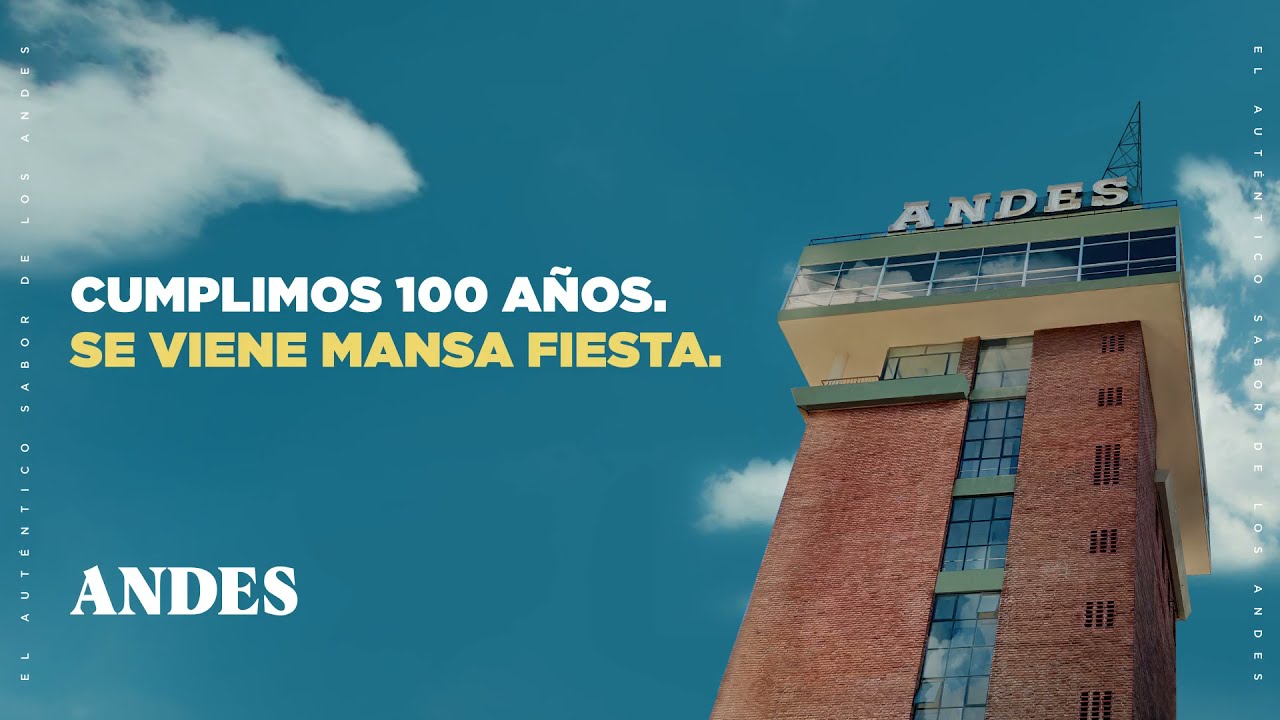 EL AUTÉNTICO SABOR DE LOS ANDES
CUMPLIMOS 100 AÑOS.
SE VIENE MANSA FIESTA.
ANDES
ANDES
EL AUTÉNTICO SABOR DE LOS ANDES